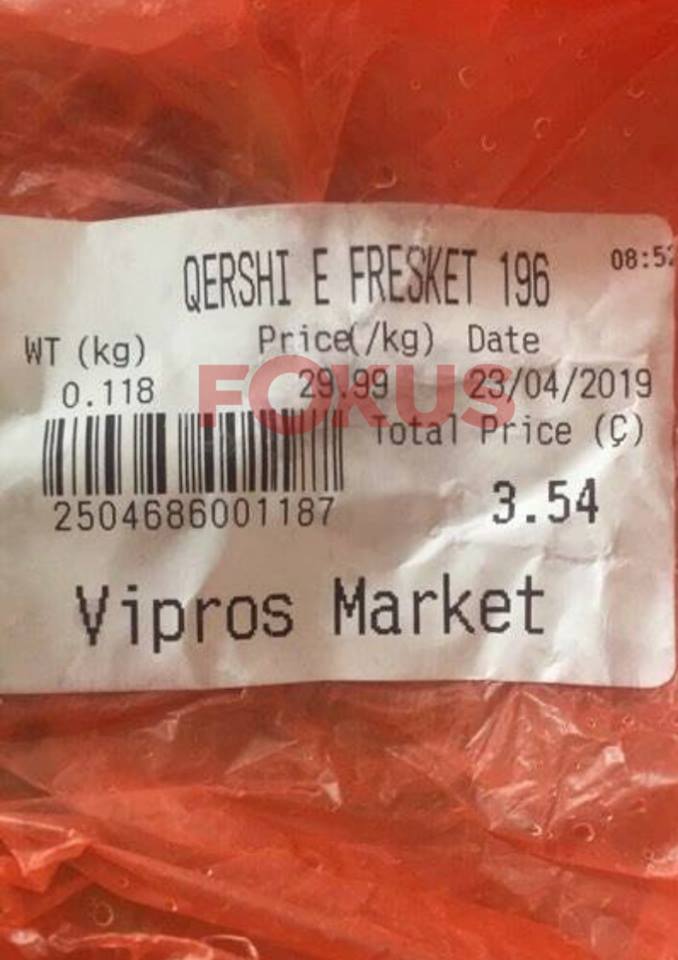 QERSHI E FRESKET 196
08:52
WT (kg) Price(/kg) Date
0.118 29.99 23/04/2019
FOKUS
Total Price (Ç)
2504686001187 3.54
Vipros Market